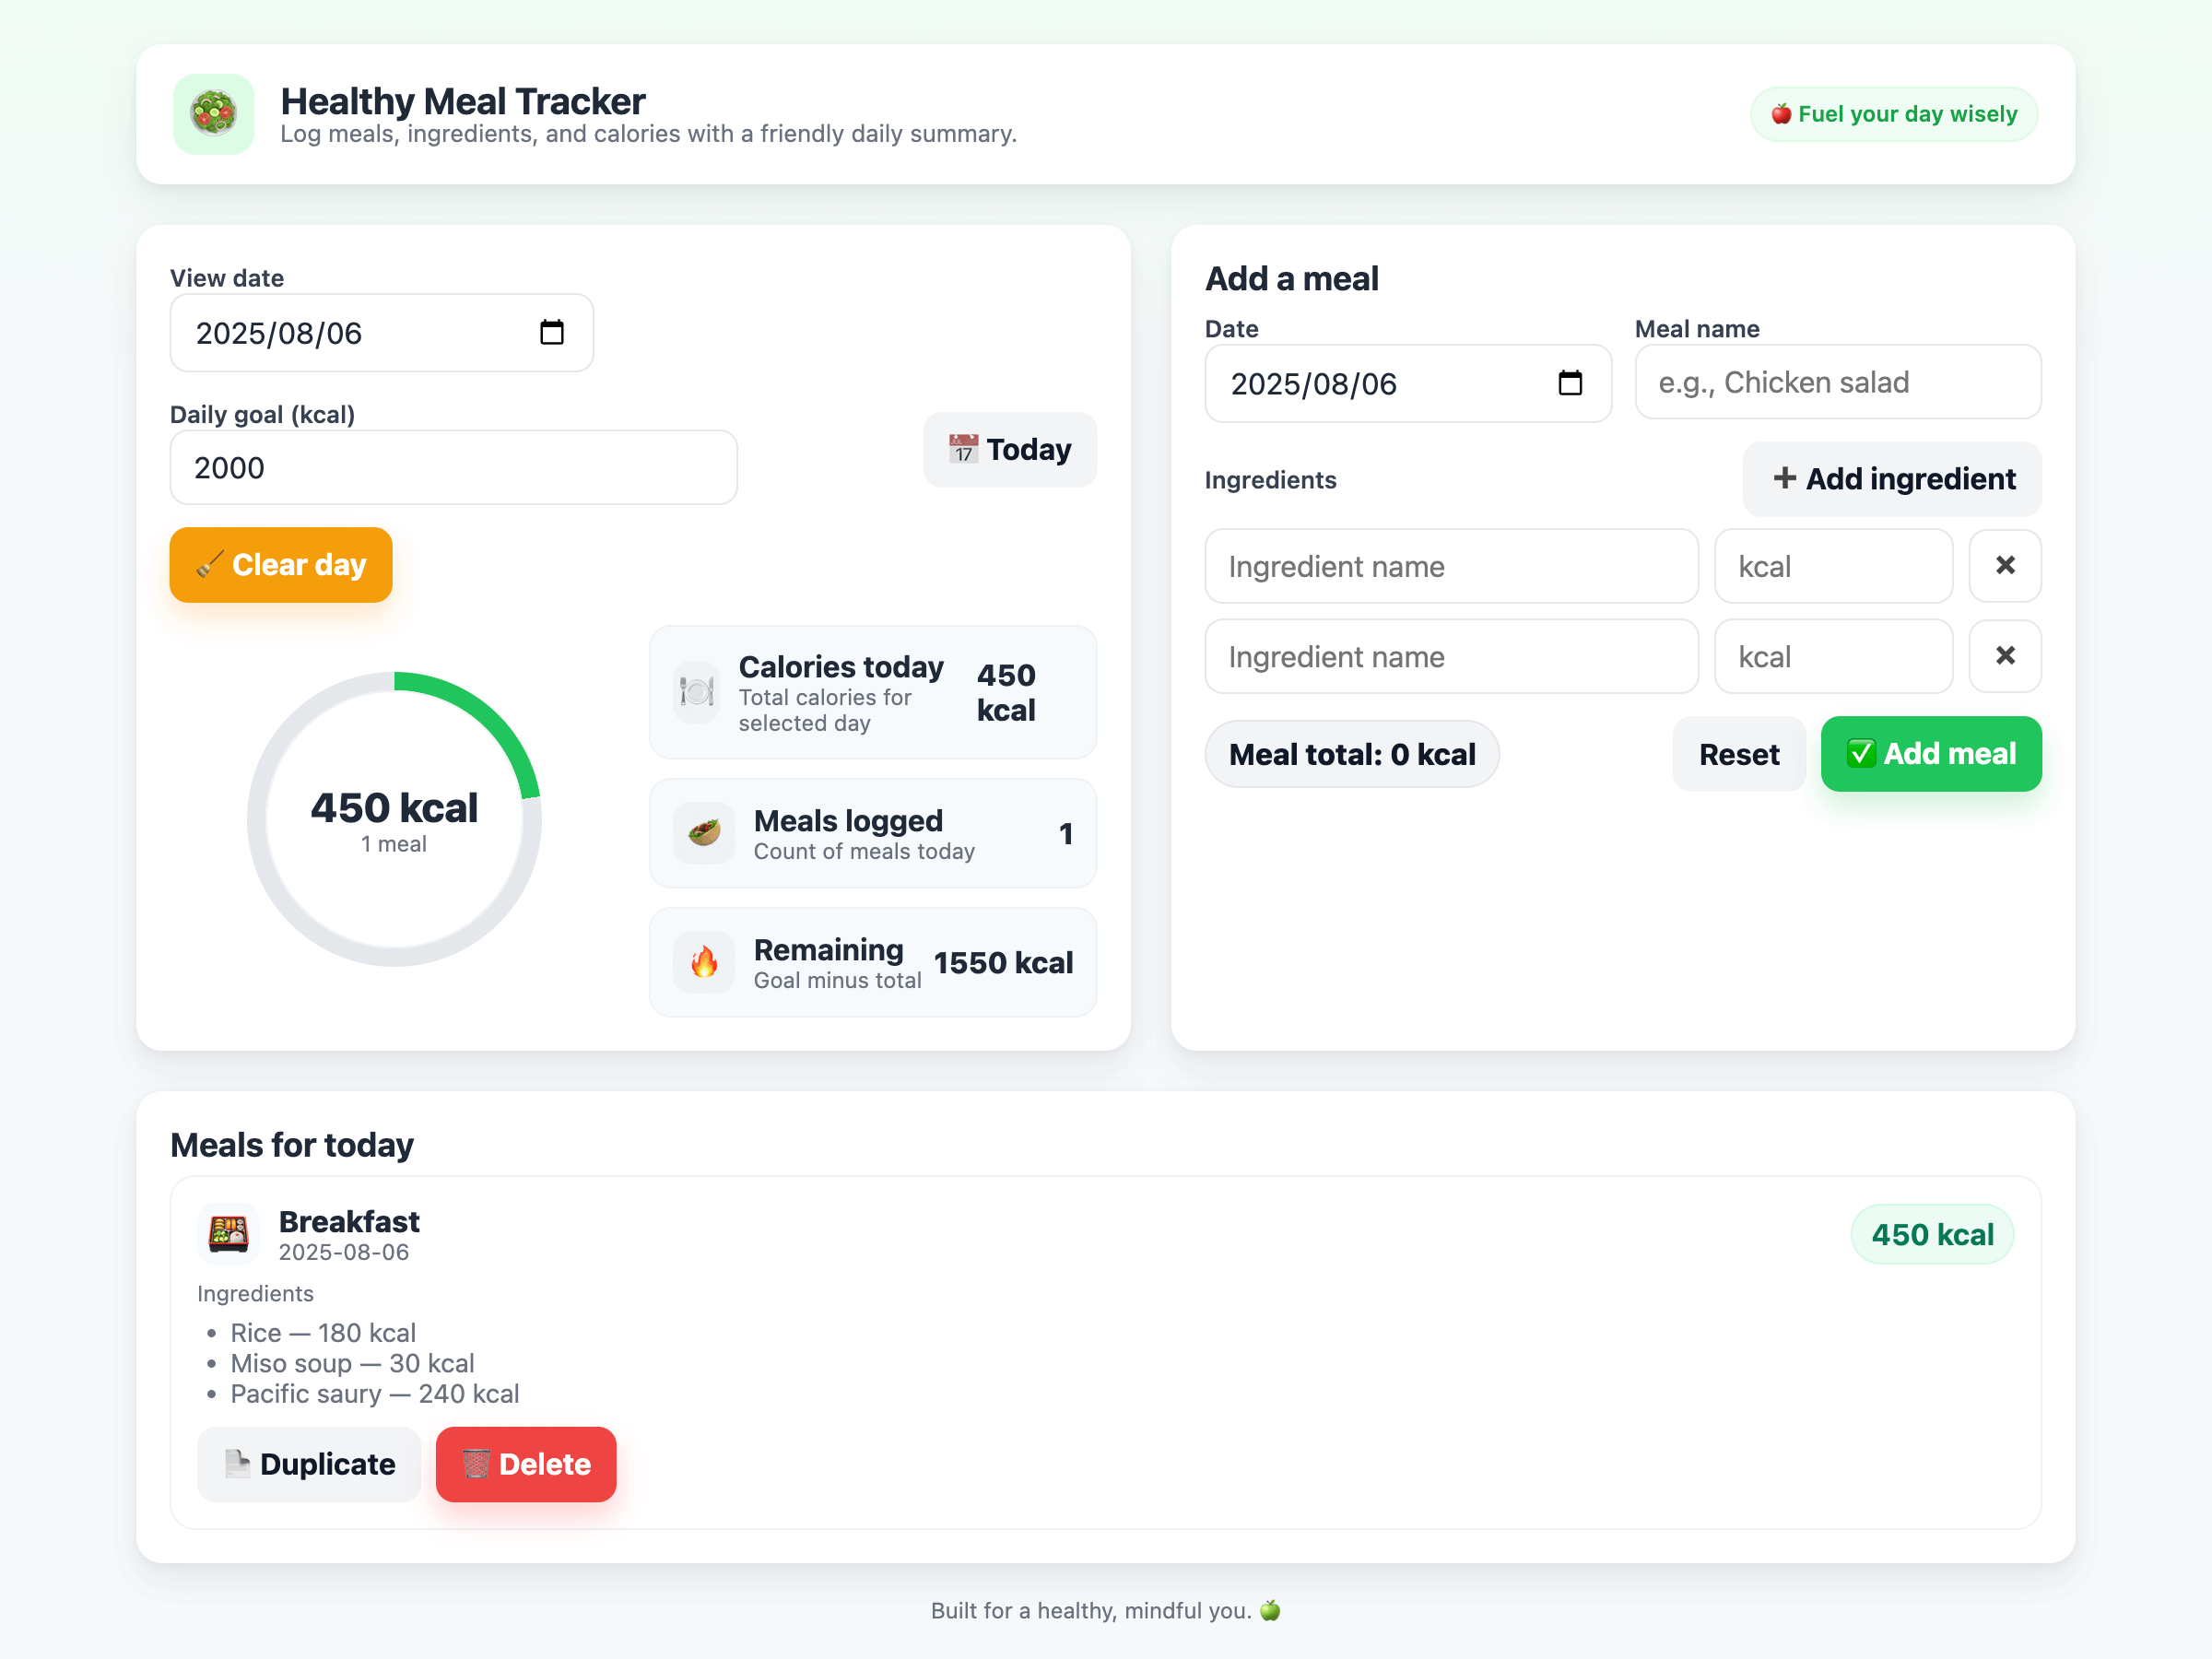 Healthy Meal Tracker
Log meals, ingredients, and calories with a friendly daily summary.
🍎 Fuel your day wisely
View date
2025/08/06
Daily goal (kcal)
2000
📅 Today
🧹 Clear day
450 kcal
1 meal
Calories today
Total calories for
selected day
450
kcal
Meals logged
Count of meals today
1
Remaining
Goal minus total
1550 kcal
Add a meal
Date
Meal name
2025/08/06
e.g., Chicken salad
Ingredients
➕ Add ingredient
Ingredient name
kcal
✖
Ingredient name
kcal
✖
Meal total: 0 kcal
Reset
✅ Add meal
Meals for today
Breakfast
2025-08-06
450 kcal
Ingredients
• Rice — 180 kcal
• Miso soup — 30 kcal
• Pacific saury — 240 kcal
Duplicate
🗑️ Delete
Built for a healthy, mindful you. 🍏